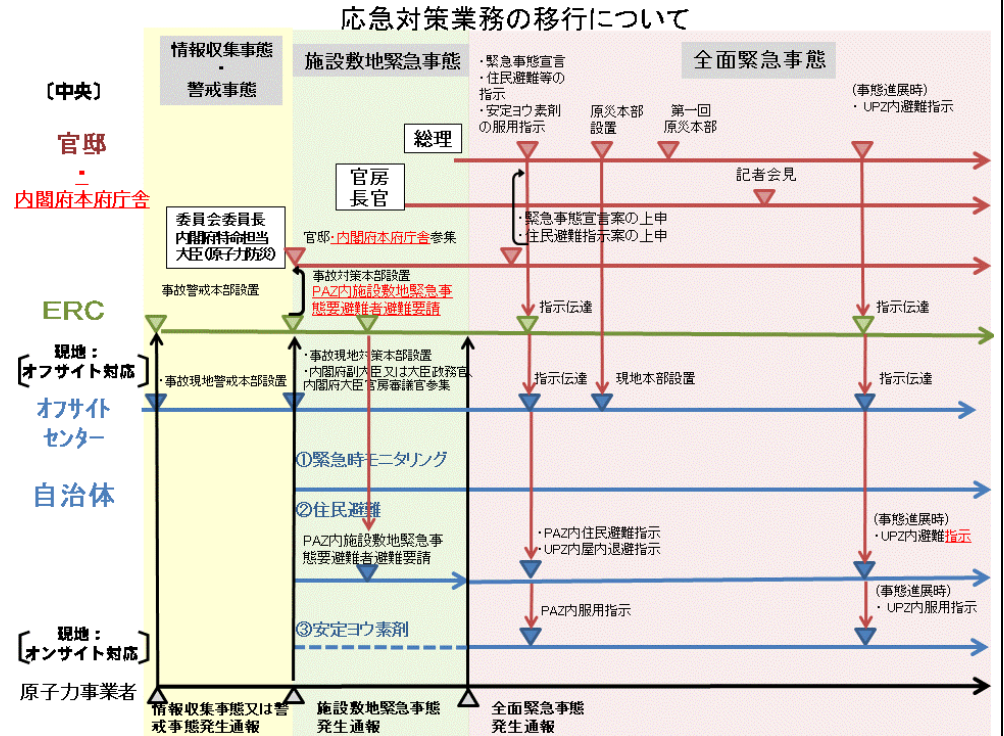 応急対策業務の移行について
情報収集事態
・
警戒事態
施設敷地緊急事態
全面緊急事態
〔中央〕
官邸
・
内閣府本府庁舎
・緊急事態宣言
・住民避難等の
指示
・安定ヨウ素剤
の服用指示
原災本部
設置
第一回
原災本部
(事態進展時)
・ UPZ内避難指示
総理
官房
長官
記者会見
・緊急事態宣言案の上申
・住民避難指示案の上申
委員会委員長
内閣府特命担当
大臣(原子力防災)
官邸・内閣府本府庁舎参集
事故警戒本部設置
事故対策本部設置
PAZ内施設敷地緊急事
態要避難者避難要請
指示伝達
指示伝達
ERC
現地：
オフサイト対応
・事故現地警戒本部設置
・事故現地対策本部設置
・内閣府副大臣又は大臣政務官、
内閣府大臣官房審議官参集
指示伝達
現地本部設置
指示伝達
オフサイト
センター
①緊急時モニタリング
自治体
②住民避難
PAZ内施設敷地緊急事
態要避難者避難要請
・PAZ内住民避難指示
・UPZ内屋内退避指示
(事態進展時)
・UPZ内避難指示
PAZ内服用指示
(事態進展時)
・ UPZ内服用指示
③安定ヨウ素剤
現地：
オンサイト対応
原子力事業者
情報収集事態又は警
戒事態発生通報
施設敷地緊急事態
発生通報
全面緊急事態
発生通報